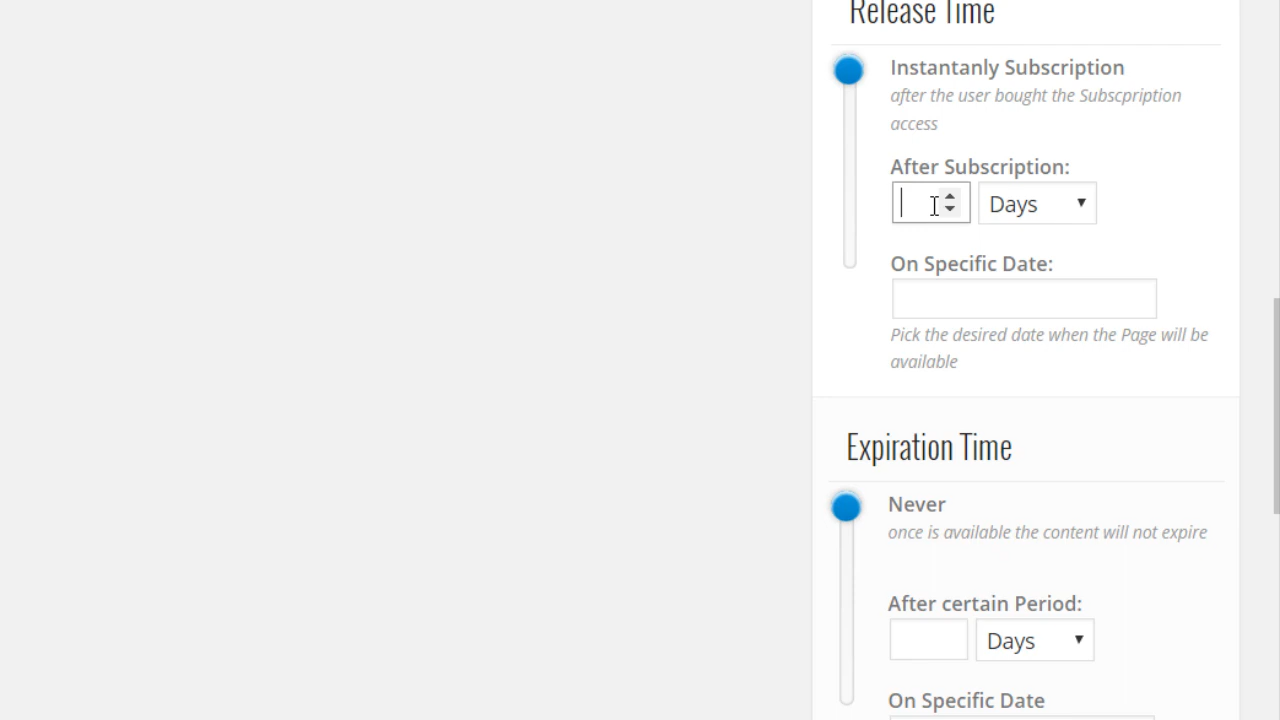 Release Time
Instantanly Subscription
after the user bought the Subscpription
access
After Subscription:
Days
On Specific Date:
Pick the desired date when the Page will be
available
Expiration Time
Never
once is available the content will not expire
After certain Period:
Days
On Specific Date